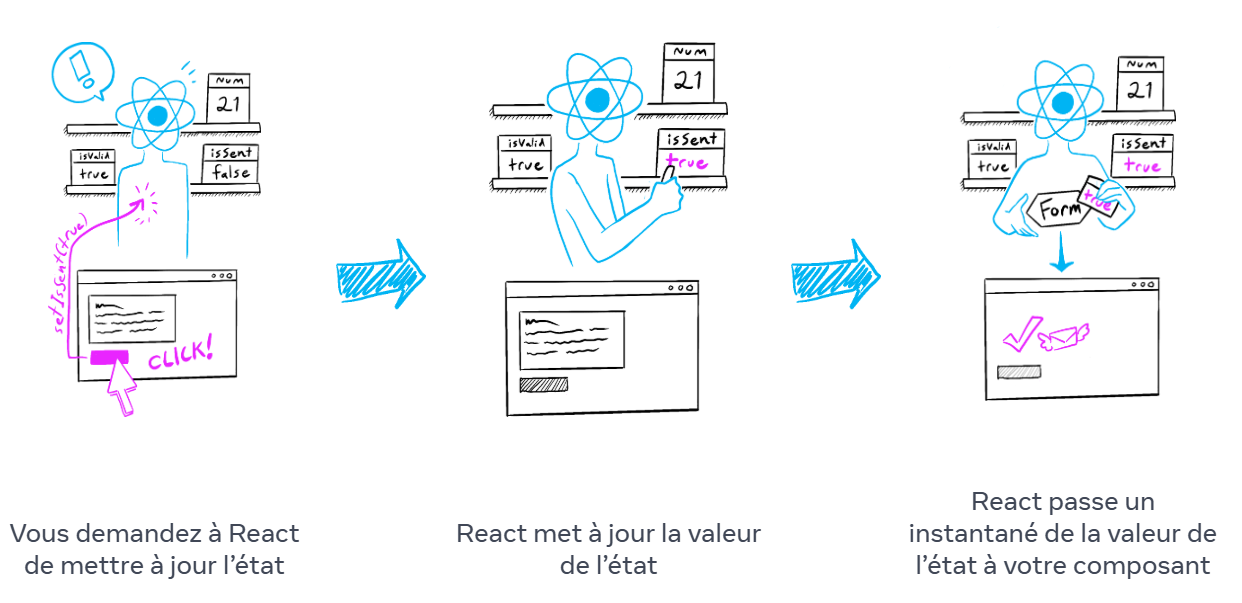 !
Num
21
isValid
true
isSent
false
setIsSent(true)
CLICK!
Vous demandez à React
de mettre à jour l’état
Num
21
isValid
true
isSent
true
React met à jour la valeur
de l’état
Num
21
isValid
true
isSent
true
Form
true
React passe un
instantané de la valeur de
l’état à votre composant